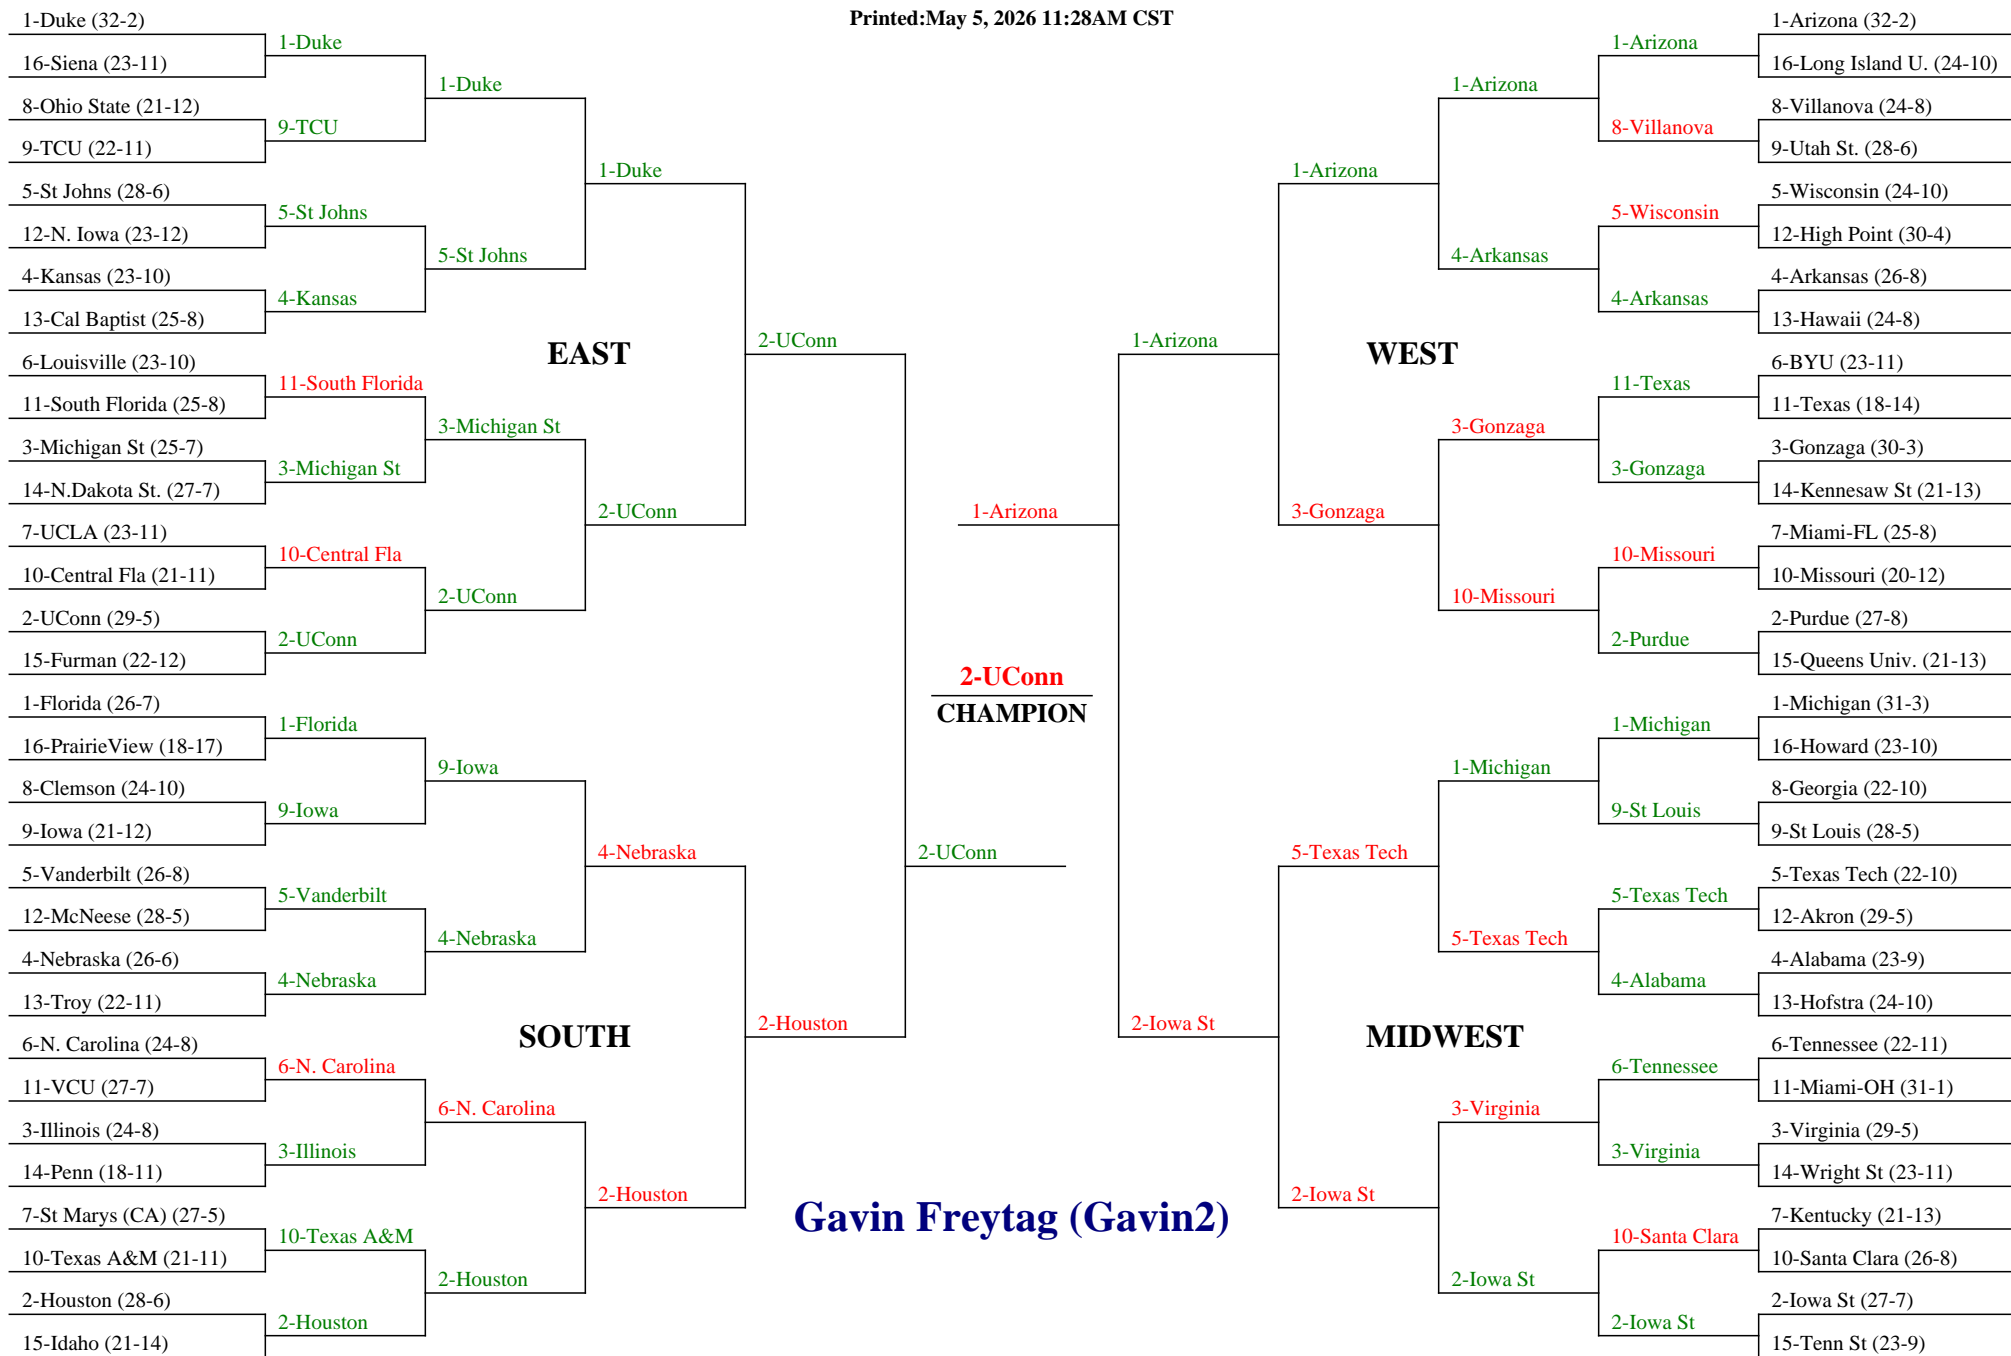 Printed:May 5, 2026 11:28AM CST
1-Duke (32-2)
16-Siena (23-11)
8-Ohio State (21-12)
9-TCU (22-11)
5-St Johns (28-6)
12-N. Iowa (23-12)
4-Kansas (23-10)
13-Cal Baptist (25-8)
6-Louisville (23-10)
11-South Florida (25-8)
3-Michigan St (25-7)
14-N.Dakota St. (27-7)
7-UCLA (23-11)
10-Central Fla (21-11)
2-UConn (29-5)
15-Furman (22-12)
1-Florida (26-7)
16-PrairieView (18-17)
8-Clemson (24-10)
9-Iowa (21-12)
5-Vanderbilt (26-8)
12-McNeese (28-5)
4-Nebraska (26-6)
13-Troy (22-11)
6-N. Carolina (24-8)
11-VCU (27-7)
3-Illinois (24-8)
14-Penn (18-11)
7-St Marys (CA) (27-5)
10-Texas A&M (21-11)
2-Houston (28-6)
15-Idaho (21-14)
1-Duke
9-TCU
5-St Johns
4-Kansas
11-South Florida
3-Michigan St
10-Central Fla
2-UConn
1-Florida
9-Iowa
5-Vanderbilt
4-Nebraska
6-N. Carolina
3-Illinois
10-Texas A&M
2-Houston
1-Duke
5-St Johns
3-Michigan St
2-UConn
9-Iowa
4-Nebraska
6-N. Carolina
2-Houston
1-Duke
2-UConn
4-Nebraska
2-Houston
EAST
SOUTH
2-UConn
2-Houston
2-UConn
1-Arizona
2-UConn
CHAMPION
Gavin Freytag (Gavin2)
1-Arizona
2-Iowa St
WEST
MIDWEST
1-Arizona
3-Gonzaga
5-Texas Tech
2-Iowa St
1-Arizona
4-Arkansas
3-Gonzaga
10-Missouri
1-Michigan
5-Texas Tech
3-Virginia
2-Iowa St
1-Arizona
8-Villanova
5-Wisconsin
4-Arkansas
11-Texas
3-Gonzaga
10-Missouri
2-Purdue
1-Michigan
9-St Louis
5-Texas Tech
4-Alabama
6-Tennessee
3-Virginia
10-Santa Clara
2-Iowa St
1-Arizona (32-2)
16-Long Island U. (24-10)
8-Villanova (24-8)
9-Utah St. (28-6)
5-Wisconsin (24-10)
12-High Point (30-4)
4-Arkansas (26-8)
13-Hawaii (24-8)
6-BYU (23-11)
11-Texas (18-14)
3-Gonzaga (30-3)
14-Kennesaw St (21-13)
7-Miami-FL (25-8)
10-Missouri (20-12)
2-Purdue (27-8)
15-Queens Univ. (21-13)
1-Michigan (31-3)
16-Howard (23-10)
8-Georgia (22-10)
9-St Louis (28-5)
5-Texas Tech (22-10)
12-Akron (29-5)
4-Alabama (23-9)
13-Hofstra (24-10)
6-Tennessee (22-11)
11-Miami-OH (31-1)
3-Virginia (29-5)
14-Wright St (23-11)
7-Kentucky (21-13)
10-Santa Clara (26-8)
2-Iowa St (27-7)
15-Tenn St (23-9)